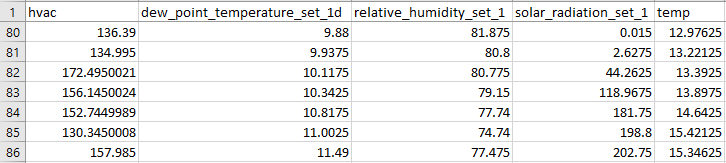 1 hvac dew_point_temperature_set_1d relative_humidity_set_1 solar_radiation_set_1 temp
80 136.39 9.88 81.875 0.015 12.97625
81 134.995 9.9375 80.8 2.6275 13.22125
82 172.4950021 10.1175 80.775 44.2625 13.3925
83 156.1450024 10.3425 79.15 118.9675 13.8975
84 152.7449989 10.8175 77.74 181.75 14.6425
85 130.3450008 11.0025 74.74 198.8 15.42125
86 157.985 11.49 77.475 202.75 15.34625